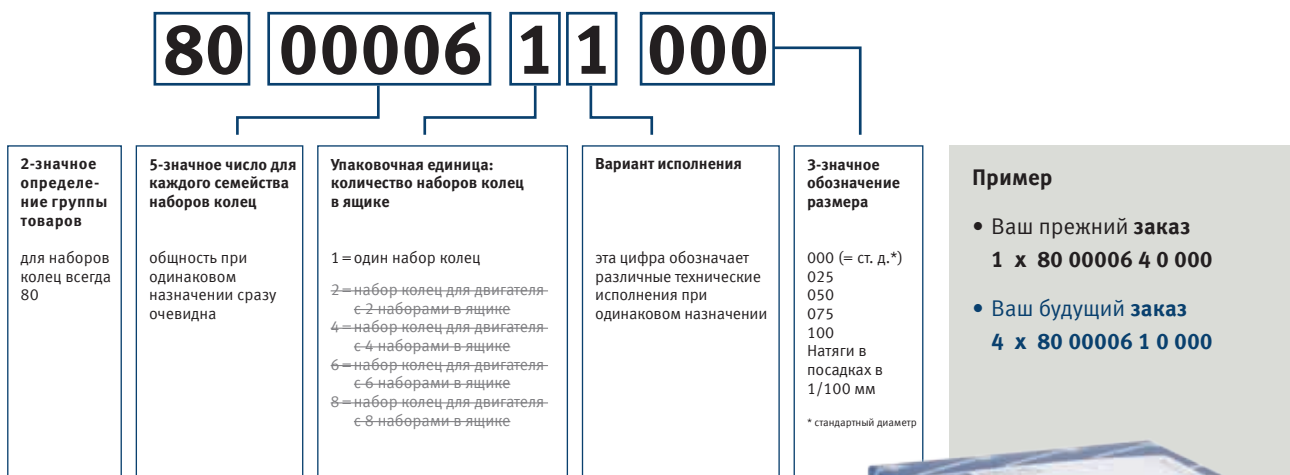 80 00006 1 1 000
2-значное
определе-
ние группы
товаров
для наборов
колец всегда
80
5-значное число для
каждого семейства
наборов колец
общность при
одинаковом
назначении сразу
очевидна
Упаковочная единица:
количество наборов колец
в ящике
1 = один набор колец
2 = набор колец для двигателя
с 2 наборами в ящике
4 = набор колец для двигателя
с 4 наборами в ящике
6 = набор колец для двигателя
с 6 наборами в ящике
8 = набор колец для двигателя
с 8 наборами в ящике
Вариант исполнения
эта цифра обозначает
различные технические
исполнения при
одинаковом назначении
3-значное
обозначение
размера
000 (= ст. д.*)
025
050
075
100
Натяги в
посадках в
1/100 мм
* стандартный диаметр
Пример
• Ваш прежний заказ
1 x 80 00006 4 0 000
• Ваш будущий заказ
4 x 80 00006 1 0 000